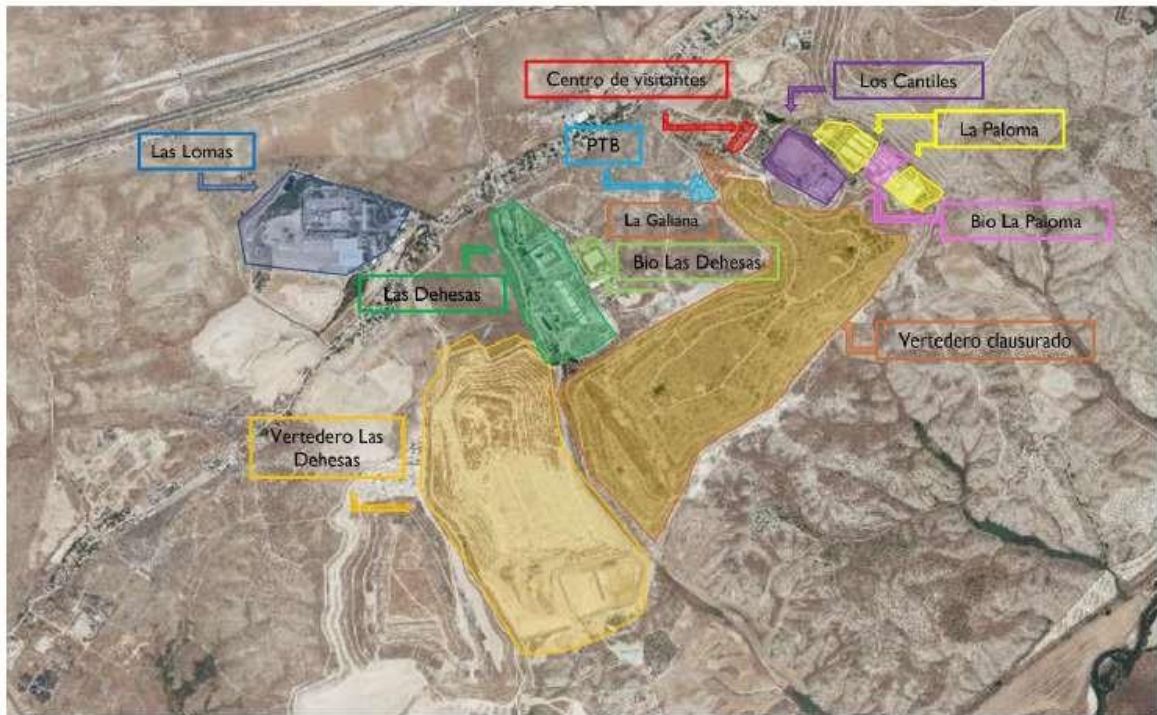 Centro de visitantes
Los Cantiles
La Paloma
PTB
Las Lomas
La Galiana
Bio La Paloma
Bio Las Dehesas
Las Dehesas
Vertedero clausurado
Vertedero Las
Dehesas